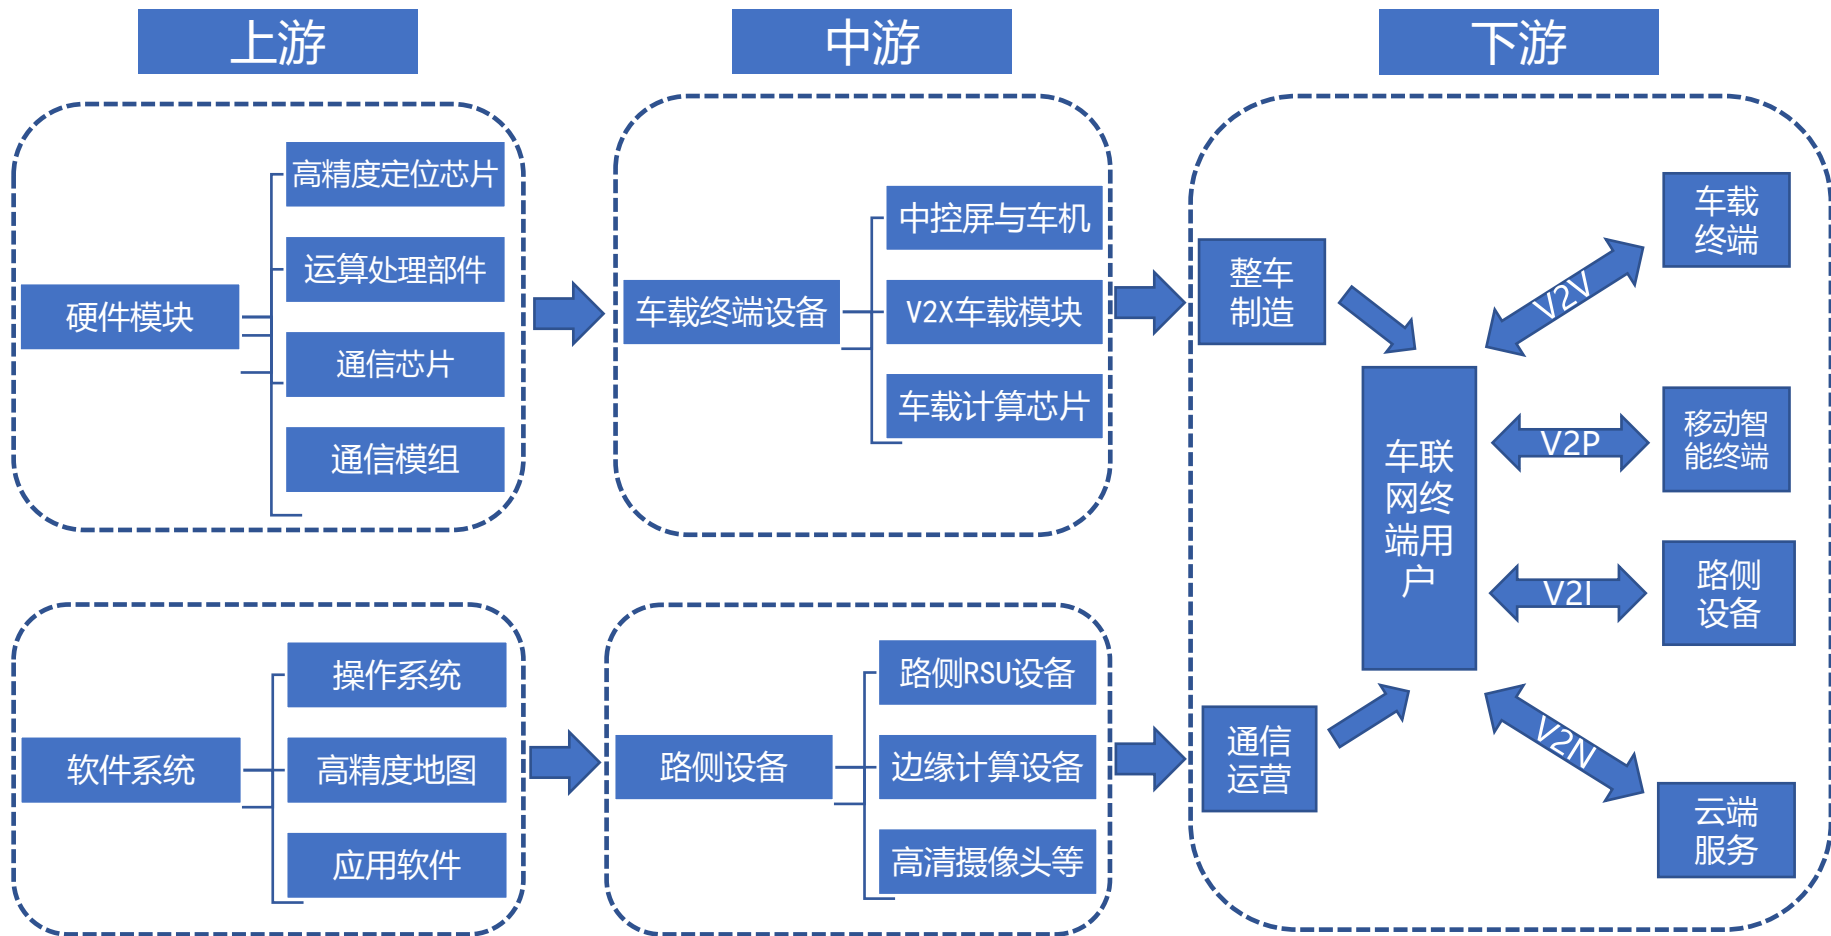 上游
中游
下游
硬件模块
高精度定位芯片
运算处理部件
通信芯片
通信模组
软件系统
操作系统
高精度地图
应用软件
车载终端设备
中控屏与车机
V2X车载模块
车载计算芯片
路侧设备
路侧RSU设备
边缘计算设备
高清摄像头等
整车
制造
通信
运营
车联
网终
端用
户
V2V
V2P
V2I
V2N
车载
终端
移动智
能终端
路侧
设备
云端
服务